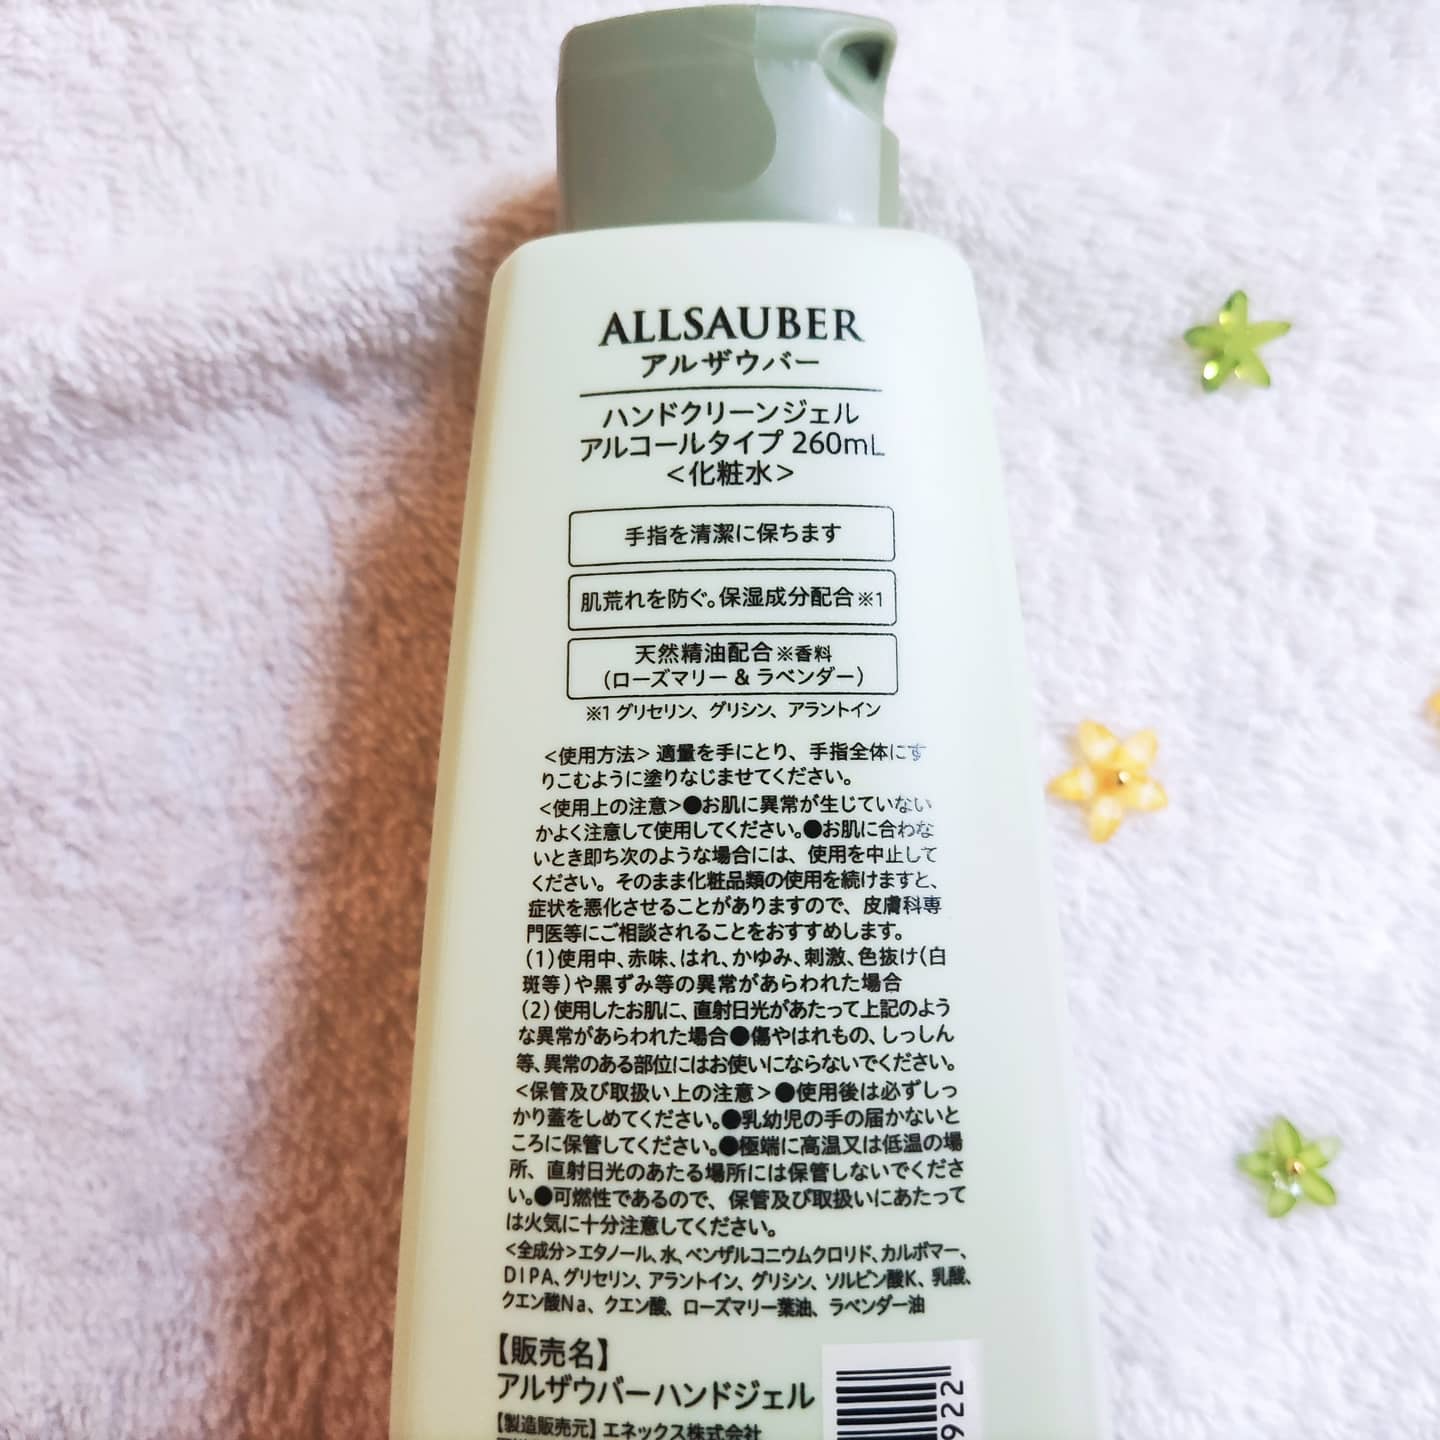 ALLSAUBER
アルザウバー
ハンドクリーンジェル
アルコールタイプ 260mL
<化粧水>
手指を清潔に保ちます
肌荒れを防ぐ。保湿成分配合※1
天然精油配合※香料
(ローズマリー & ラベンダー)
※1 グリセリン、グリシン、アラントイン
<使用方法> 適量を手にとり、手指全体にす
りこむように塗りなじませてください。
<使用上の注意>●お肌に異常が生じていない
かよく注意して使用してください。●お肌に合わな
いとき即ち次のような場合には、使用を中止して
ください。そのまま化粧品類の使用を続けますと、
症状を悪化させることがありますので、皮膚科専
門医等にご相談されることをおすすめします。
(1)使用中、赤味、はれ、かゆみ、刺激、色抜け(白
斑等)や黒ずみ等の異常があらわれた場合
(2)使用したお肌に、直射日光があたって上記のよう
な異常があらわれた場合●傷やはれもの、しっしん
等、異常のある部位にはお使いにならないでください。
<保管及び取扱い上の注意>●使用後は必ずしっ
かり蓋をしめてください。●乳幼児の手の届かないと
ころに保管してください。●極端に高温又は低温の場
所、直射日光のあたる場所には保管しないでくださ
い。●可燃性であるので、保管及び取扱いにあたって
は火気に十分注意してください。
<全成分>エタノール、水、ベンザルコニウムクロリド、カルボマー、
DIPA、グリセリン、アラントイン、グリシン、ソルビン酸K、乳酸、
クエン酸Na、クエン酸、ローズマリー葉油、ラベンダー油
【販売名】
アルザウバーハンドジェル
【製造販売元】エネックス株式会社
922